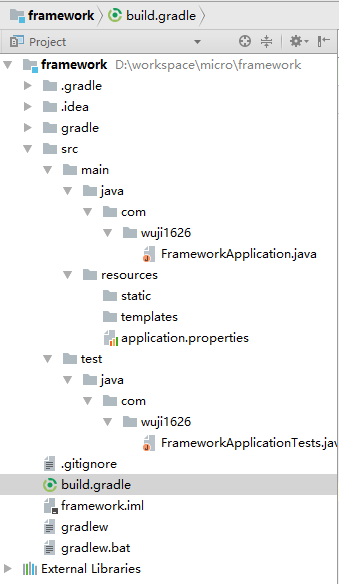 framework build.gradle
Project
framework D:\workspace\micro\framework
.gradle
.idea
gradle
src
main
java
com
wuji1626
FrameworkApplication.java
resources
static
templates
application.properties
test
java
com
wuji1626
FrameworkApplicationTests.jav
.gitignore
build.gradle
framework.iml
gradlew
gradlew.bat
External Libraries